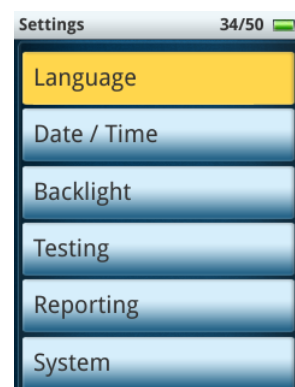 Settings 34/50
Language
Date / Time
Backlight
Testing
Reporting
System